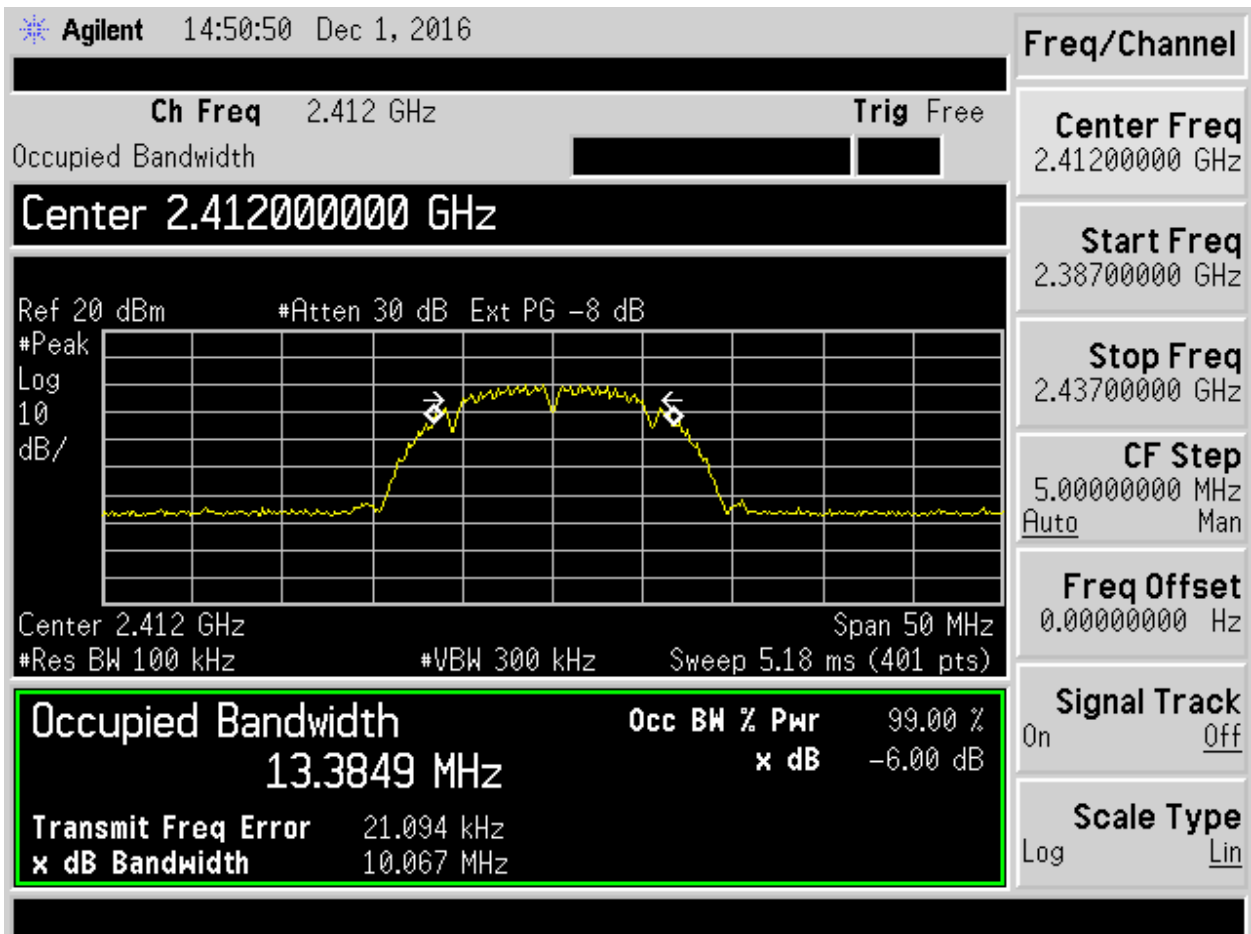 Agilent 14:50:50 Dec 1, 2016
Ch Freq 2.412 GHz Trig Free
Occupied Bandwidth
Center 2.412000000 GHz
Ref 20 dBm #Atten 30 dB Ext PG -8 dB
#Peak
Log
10
dB/
Center 2.412 GHz Span 50 MHz
#Res BW 100 kHz #VBW 300 kHz Sweep 5.18 ms (401 pts)
Occupied Bandwidth Occ BW % Pwr 99.00 %
13.3849 MHz x dB -6.00 dB
Transmit Freq Error 21.094 kHz
x dB Bandwidth 10.067 MHz
Freq/Channel
Center Freq
2.41200000 GHz
Start Freq
2.38700000 GHz
Stop Freq
2.43700000 GHz
CF Step
5.00000000 MHz
Auto Man
Freq Offset
0.00000000 Hz
Signal Track
On Off
Scale Type
Log Lin